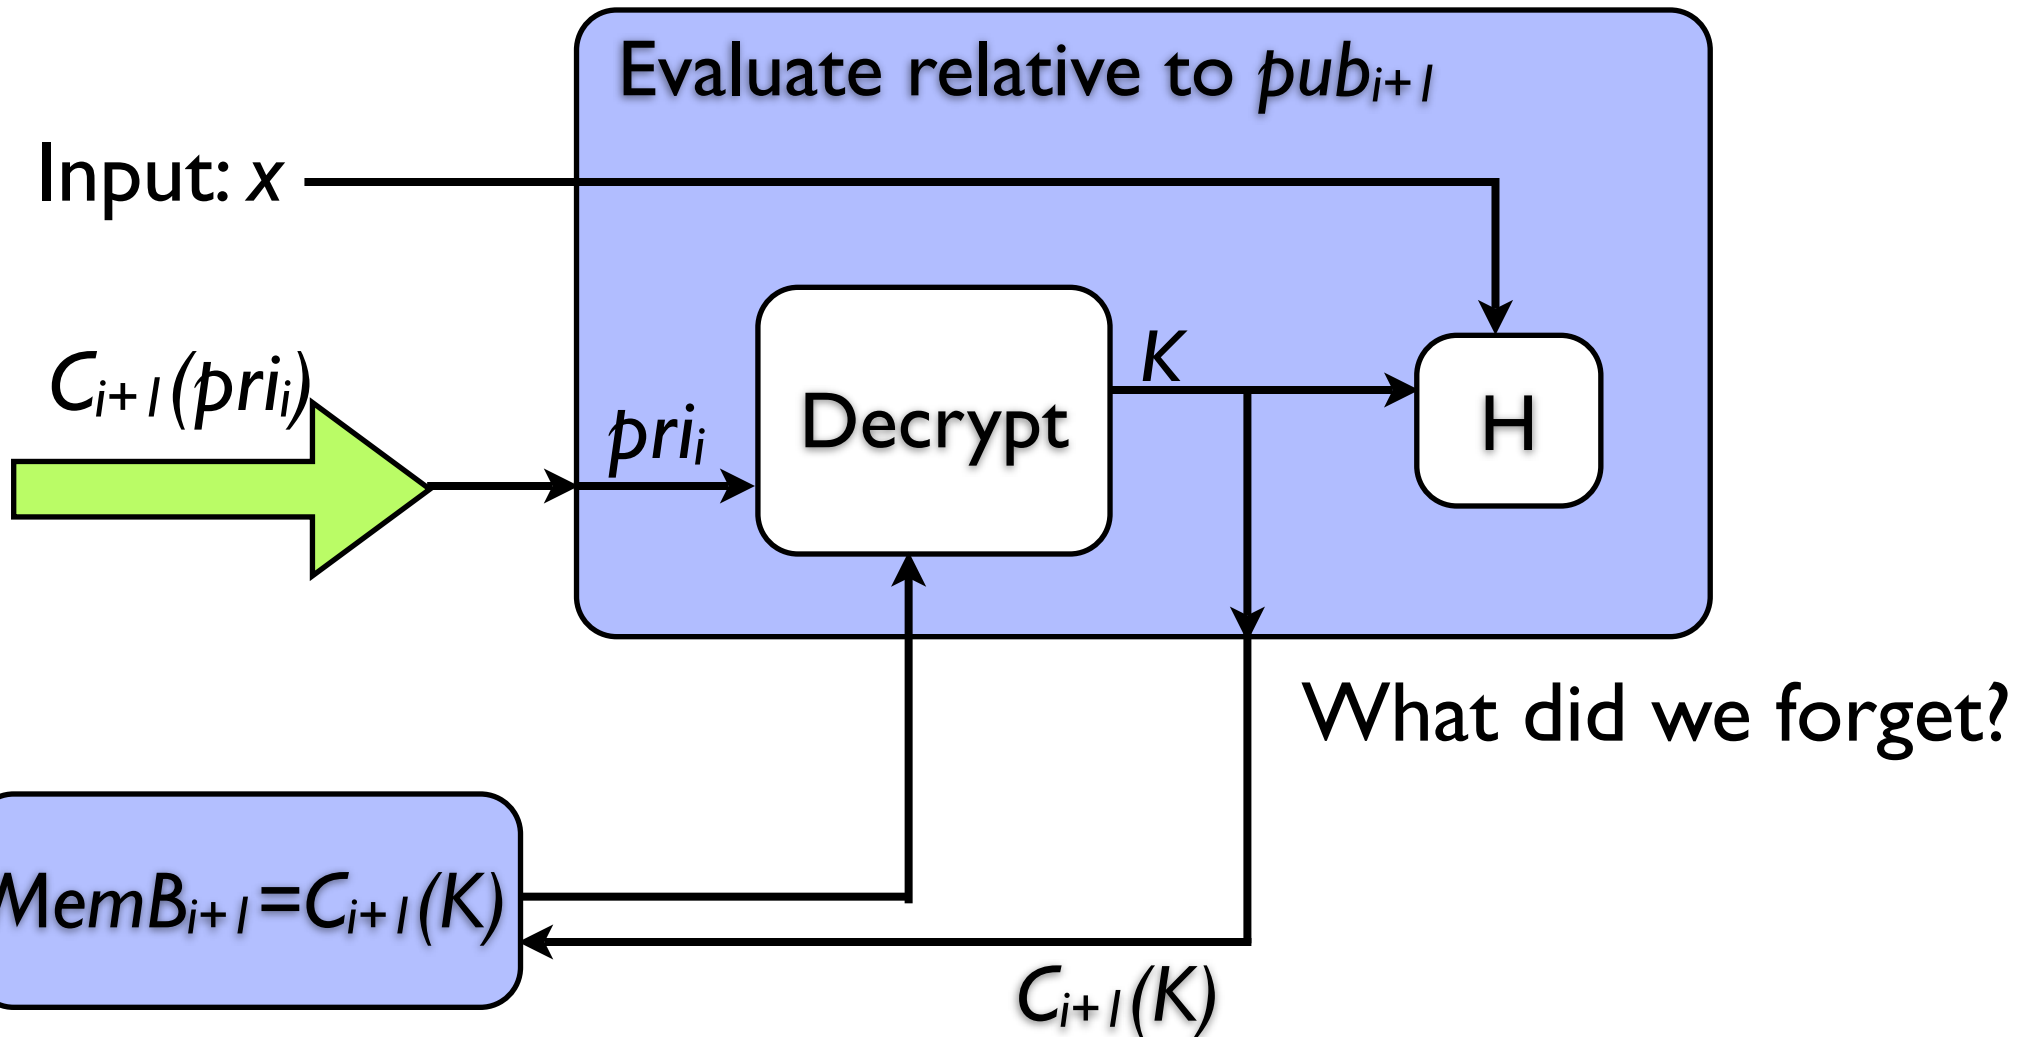 Evaluate relative to pubᵢ₊₁
Input: x
Cᵢ₊₁(priᵢ)
priᵢ
Decrypt
K
H
What did we forget?
MemBᵢ₊₁=Cᵢ₊₁(K)
Cᵢ₊₁(K)